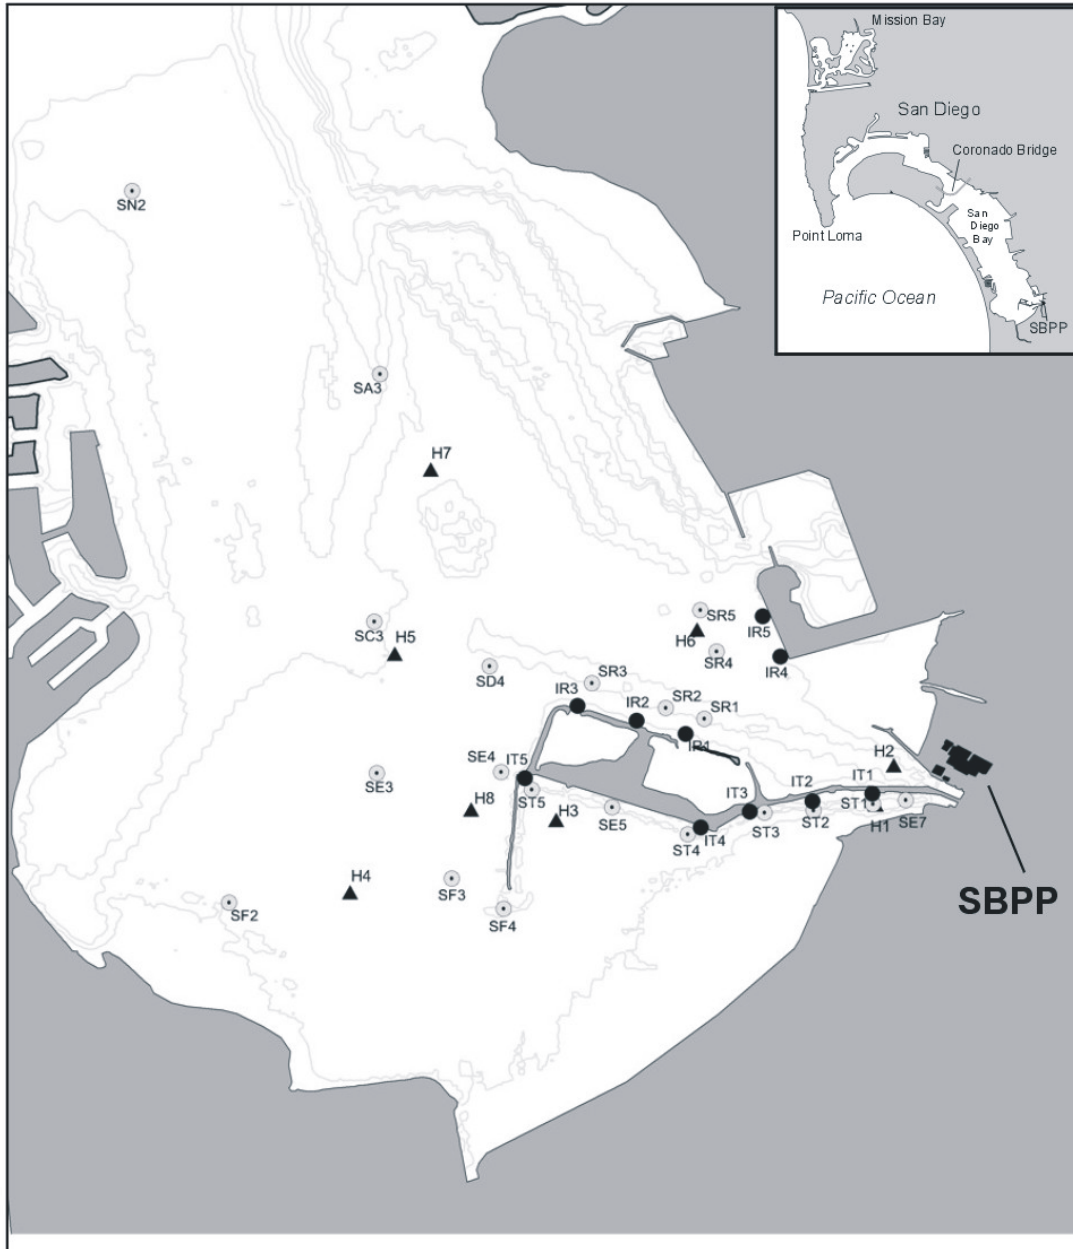 Mission Bay
San Diego
Coronado Bridge
San
Diego
Bay
Point Loma
Pacific Ocean
SBPP
SN2
SA3
H7
SC3
H5
SR5
H6
IR5
SR4
IR4
SD4
SR3
IR3
IR2
SR2
SR1
IR1
H2
SE4
IT5
SE3
IT2
IT1
ST5
IT3
ST1
H8
H3
SE5
ST3
ST2
H1
SE7
ST4
IT4
H4
SF3
SBPP
SF2
SF4